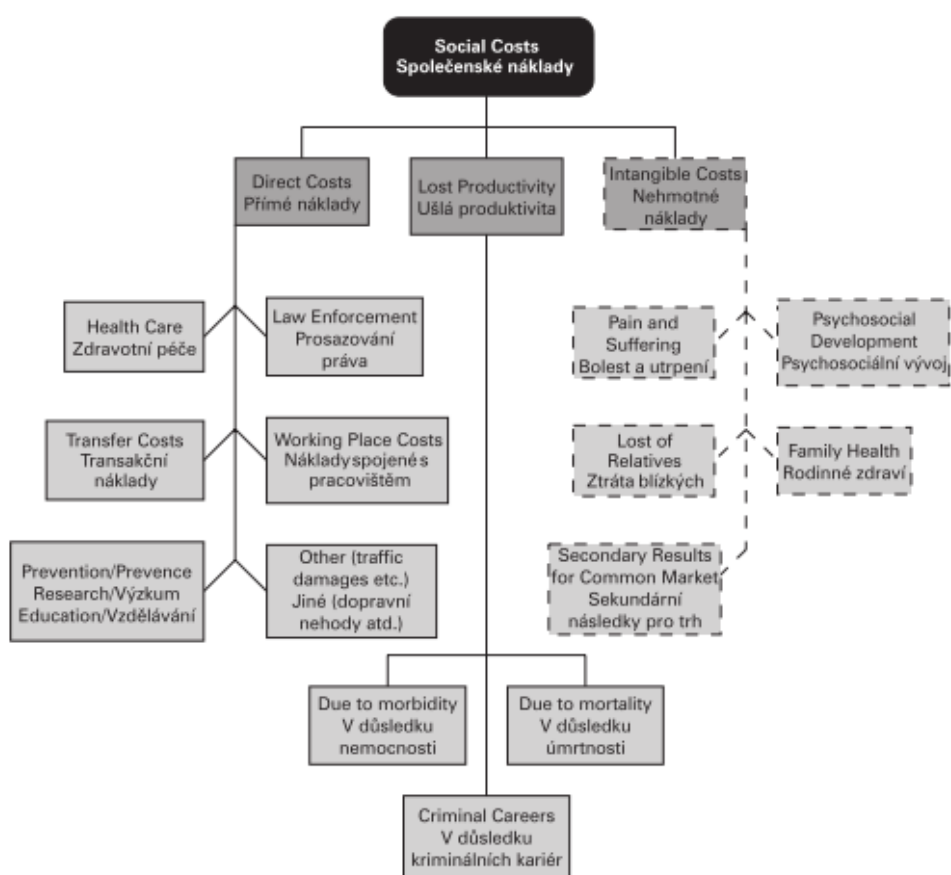 Social Costs
Společenské náklady
Direct Costs
Přímé náklady
Lost Productivity
Ušlá produktivita
Intangible Costs
Nehmotné
náklady
Health Care
Zdravotní péče
Law Enforcement
Prosazování
práva
Pain and
Suffering
Bolest a utrpení
Psychosocial
Development
Psychosociální vývoj
Transfer Costs
Transakční
náklady
Working Place Costs
Náklady spojené s
pracovištěm
Lost of
Relatives
Ztráta blízkých
Family Health
Rodinné zdraví
Prevention/Prevence
Research/Výzkum
Education/Vzdělávání
Other (traffic
damages etc.)
Jiné (dopravní
nehody atd.)
Secondary Results
for Common Market
Sekundární
následky pro trh
Due to morbidity
V důsledku
nemocnosti
Due to mortality
V důsledku
úmrtnosti
Criminal Careers
V důsledku
kriminálních kariér